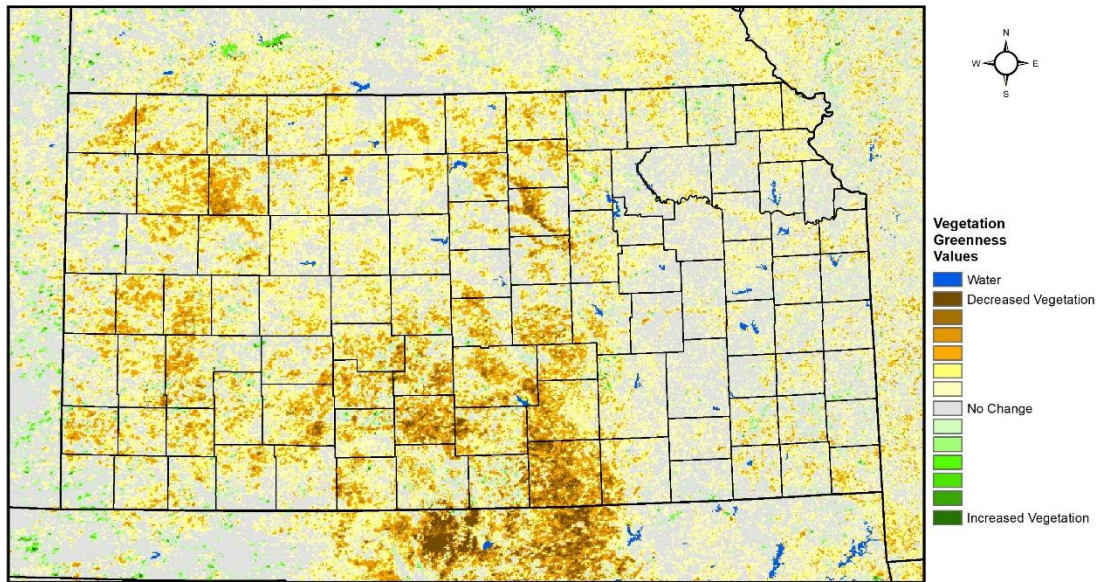 N
W E
S
Vegetation
Greenness
Values
Water
Decreased Vegetation
No Change
Increased Vegetation